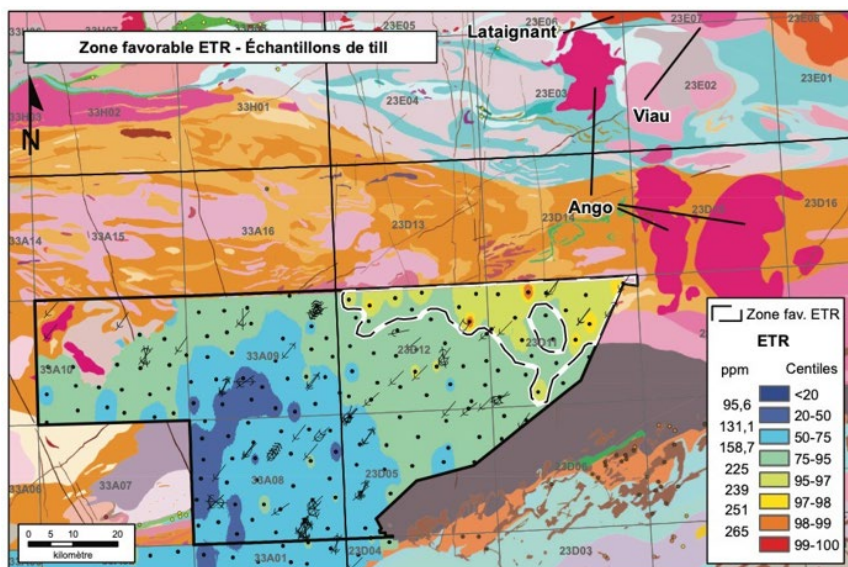 Zone favorable ETR - Échantillons de till
33H07
23E05
23E06
23E07
23E08
Lataignant
33H03
33H02
33H01
23E04
23E03
23E02
23E01
Viau
N
Ango
33A14
33A15
33A16
23D13
23D14
23D16
33A10
33A09
23D12
23D11
33A06
33A07
33A08
23D05
23D06
33A01
23D04
23D03
0 5 10 20
kilomètre
Zone fav. ETR
ETR
ppm Centiles
<20
95,6
20-50
131,1
50-75
158,7
75-95
225
95-97
239
97-98
251
98-99
265
99-100